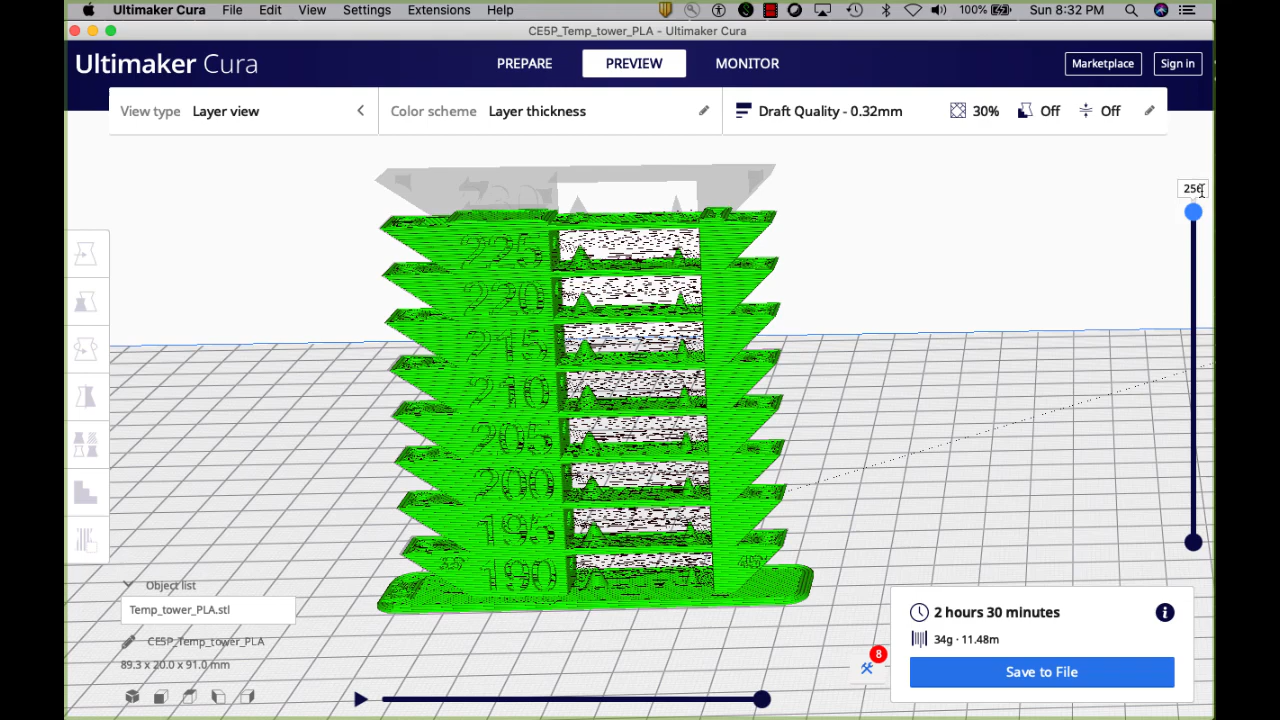 Ultimaker Cura File Edit View Settings Extensions Help 100% Sun 8:32 PM
CE5P_Temp_tower_PLA - Ultimaker Cura
Ultimaker Cura PREPARE PREVIEW MONITOR Marketplace Sign in
View type Layer view Color scheme Layer thickness Draft Quality - 0.32mm 30% Off Off
225
220
215
210
205
200
195
190
Object list
Temp_tower_PLA.stl
CE5P_Temp_tower_PLA
89.3 x 20.0 x 91.0 mm
8
2 hours 30 minutes
34g · 11.48m
Save to File